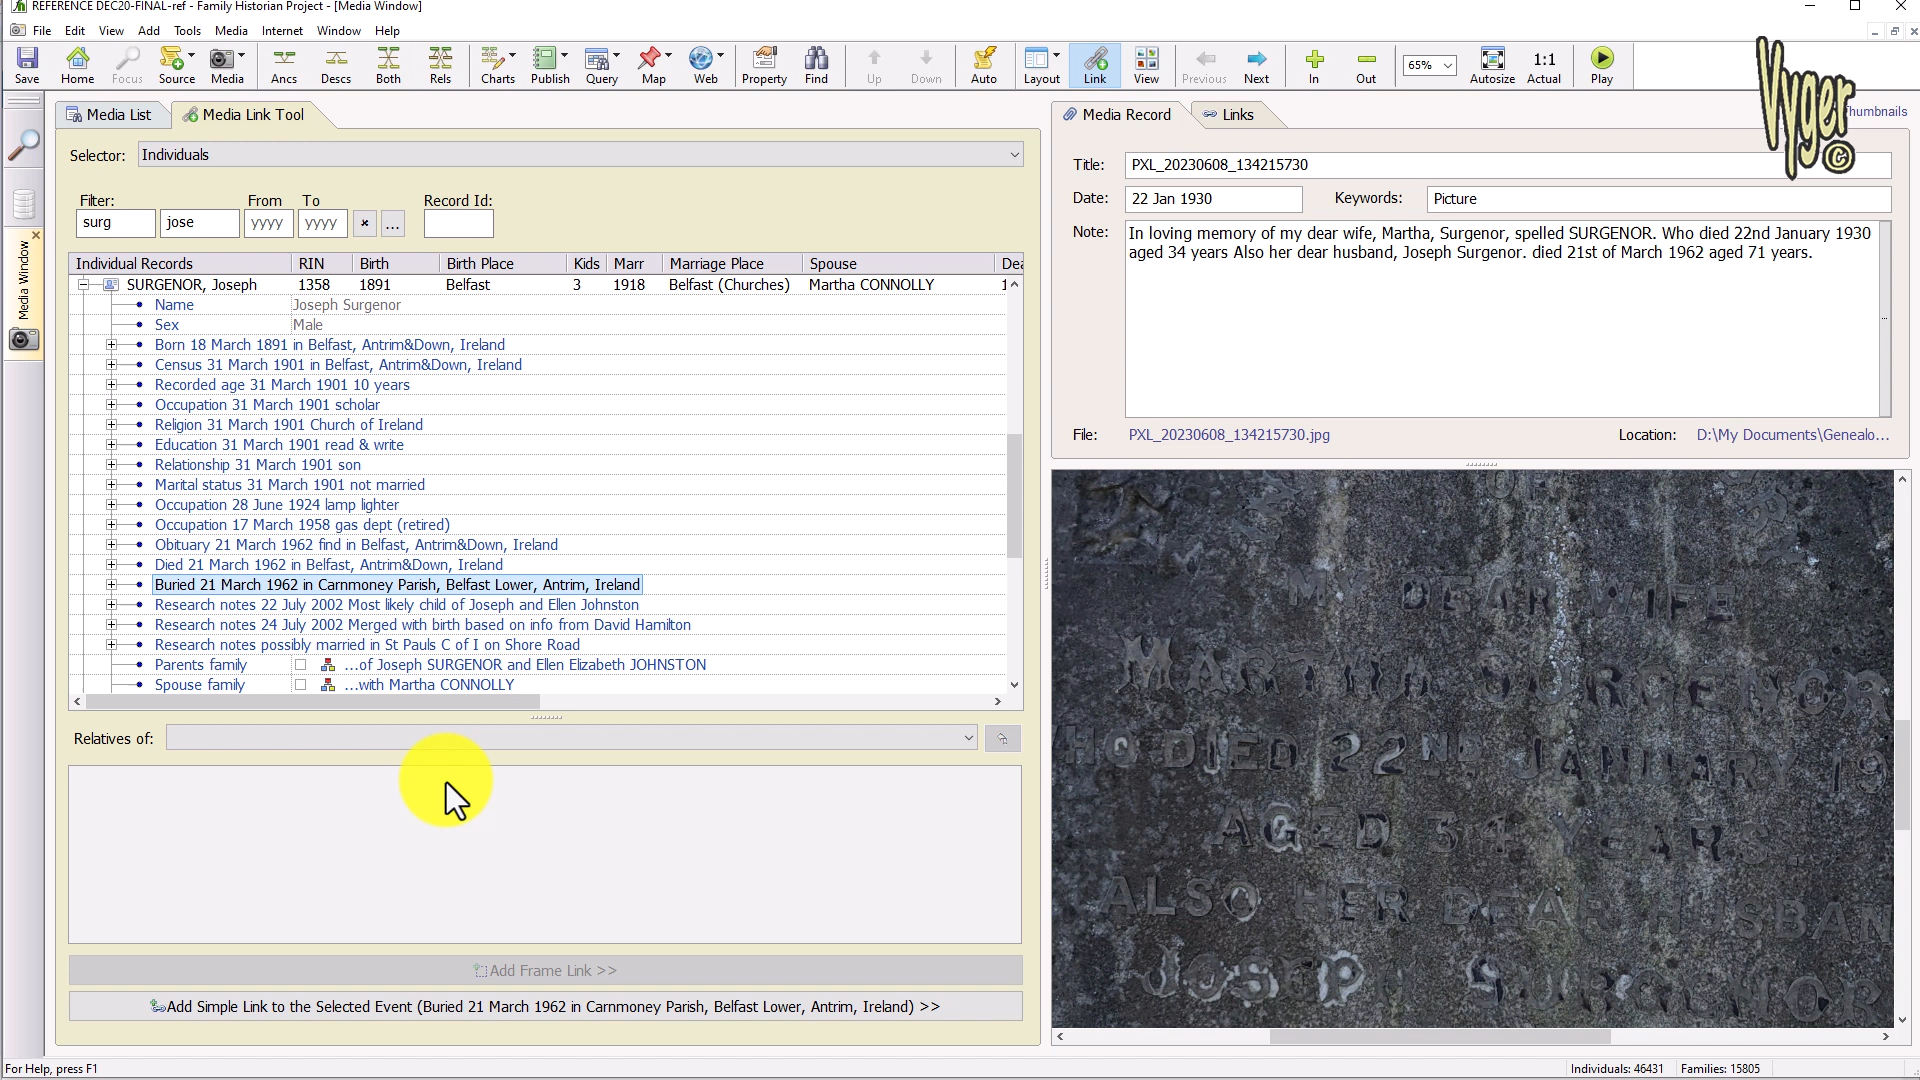 REFERENCE DEC20-FINAL-ref - Family Historian Project - [Media Window]
File Edit View Add Tools Media Internet Window Help
Save Home Focus Source Media Ancs Descs Both Rels Charts Publish Query Map Web Property Find Up Down Auto Layout Link View Previous Next In Out 65% Autosize 1:1 Actual Play
Vyger ©
Media List Media Link Tool
Selector: Individuals
Filter: From To Record Id:
surg jose yyyy yyyy × ...
Individual Records RIN Birth Birth Place Kids Marr Marriage Place Spouse Dea
SURGENOR, Joseph 1358 1891 Belfast 3 1918 Belfast (Churches) Martha CONNOLLY 1
Name Joseph Surgenor
Sex Male
Born 18 March 1891 in Belfast, Antrim&Down, Ireland
Census 31 March 1901 in Belfast, Antrim&Down, Ireland
Recorded age 31 March 1901 10 years
Occupation 31 March 1901 scholar
Religion 31 March 1901 Church of Ireland
Education 31 March 1901 read & write
Relationship 31 March 1901 son
Marital status 31 March 1901 not married
Occupation 28 June 1924 lamp lighter
Occupation 17 March 1958 gas dept (retired)
Obituary 21 March 1962 find in Belfast, Antrim&Down, Ireland
Died 21 March 1962 in Belfast, Antrim&Down, Ireland
Buried 21 March 1962 in Carnmoney Parish, Belfast Lower, Antrim, Ireland
Research notes 22 July 2002 Most likely child of Joseph and Ellen Johnston
Research notes 24 July 2002 Merged with birth based on info from David Hamilton
Research notes possibly married in St Pauls C of I on Shore Road
Parents family ...of Joseph SURGENOR and Ellen Elizabeth JOHNSTON
Spouse family ...with Martha CONNOLLY
Relatives of:
Add Frame Link >>
Add Simple Link to the Selected Event (Buried 21 March 1962 in Carnmoney Parish, Belfast Lower, Antrim, Ireland) >>
Media Window
Media Record Links humbnails
Title: PXL_20230608_134215730
Date: 22 Jan 1930 Keywords: Picture
Note: In loving memory of my dear wife, Martha, Surgenor, spelled SURGENOR. Who died 22nd January 1930
aged 34 years Also her dear husband, Joseph Surgenor. died 21st of March 1962 aged 71 years.
File: PXL_20230608_134215730.jpg Location: D:\My Documents\Genealo...
OF
MY DEAR WIFE
MARTHA SURGENOR
HO DIED 22ND JANUARY 19
AGED 34 YEARS
ALSO HER DEAR HUSBAN
JOSEPH SURGENOR
For Help, press F1 Individuals: 46431 Families: 15805